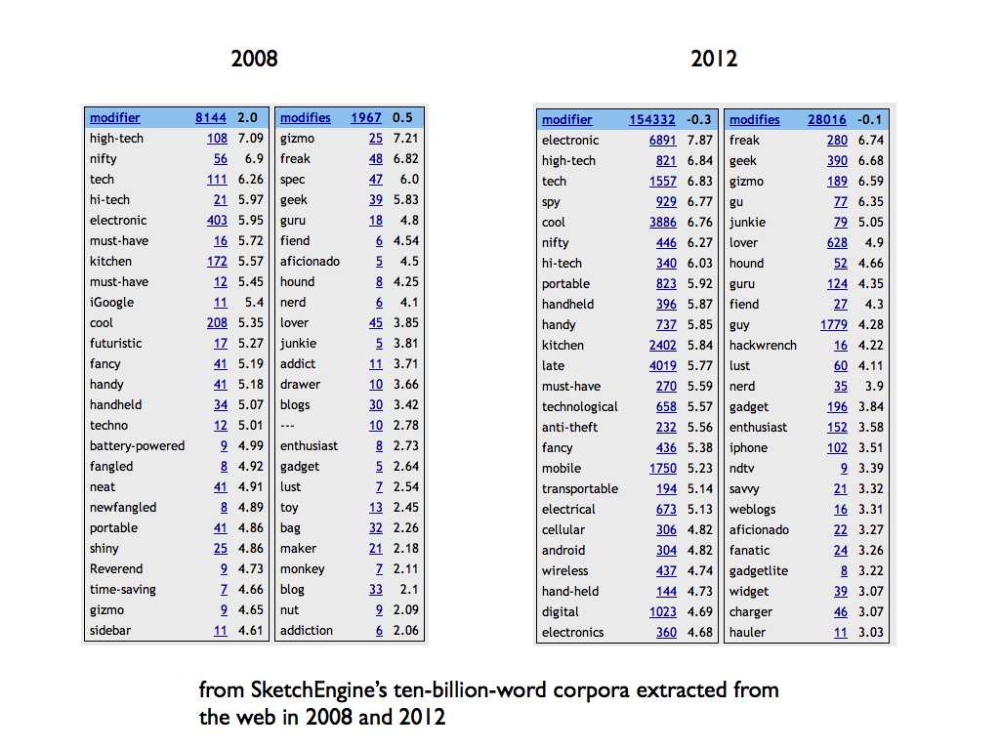 2008
modifier 8144 2.0
high-tech 108 7.09
nifty 56 6.9
tech 111 6.26
hi-tech 21 5.97
electronic 403 5.95
must-have 16 5.72
kitchen 172 5.57
must-have 12 5.45
iGoogle 11 5.4
cool 208 5.35
futuristic 17 5.27
fancy 41 5.19
handy 41 5.18
handheld 34 5.07
techno 12 5.01
battery-powered 9 4.99
fangled 8 4.92
neat 41 4.91
newfangled 8 4.89
portable 41 4.86
shiny 25 4.86
Reverend 9 4.73
time-saving 7 4.66
gizmo 9 4.65
sidebar 11 4.61
modifies 1967 0.5
gizmo 25 7.21
freak 48 6.82
spec 47 6.0
geek 39 5.83
guru 18 4.8
fiend 6 4.54
aficionado 5 4.5
hound 8 4.25
nerd 6 4.1
lover 45 3.85
junkie 5 3.81
addict 11 3.71
drawer 10 3.66
blogs 30 3.42
--- 10 2.78
enthusiast 8 2.73
gadget 5 2.64
lust 7 2.54
toy 13 2.45
bag 32 2.26
maker 21 2.18
monkey 7 2.11
blog 33 2.1
nut 9 2.09
addiction 6 2.06
2012
modifier 154332 -0.3
electronic 6891 7.87
high-tech 821 6.84
tech 1557 6.83
spy 929 6.77
cool 3886 6.76
nifty 446 6.27
hi-tech 340 6.03
portable 823 5.92
handheld 396 5.87
handy 737 5.85
kitchen 2402 5.84
late 4019 5.77
must-have 270 5.59
technological 658 5.57
anti-theft 232 5.56
fancy 436 5.38
mobile 1750 5.23
transportable 194 5.14
electrical 673 5.13
cellular 306 4.82
android 304 4.82
wireless 437 4.74
hand-held 144 4.73
digital 1023 4.69
electronics 360 4.68
modifies 28016 -0.1
freak 280 6.74
geek 390 6.68
gizmo 189 6.59
gu 77 6.35
junkie 79 5.05
lover 628 4.9
hound 52 4.66
guru 124 4.35
fiend 27 4.3
guy 1779 4.28
hackwrench 16 4.22
lust 60 4.11
nerd 35 3.9
gadget 196 3.84
enthusiast 152 3.58
iphone 102 3.51
ndtv 9 3.39
savvy 21 3.32
weblogs 16 3.31
aficionado 22 3.27
fanatic 24 3.26
gadgetlite 8 3.22
widget 39 3.07
charger 46 3.07
hauler 11 3.03
from SketchEngine's ten-billion-word corpora extracted from
the web in 2008 and 2012